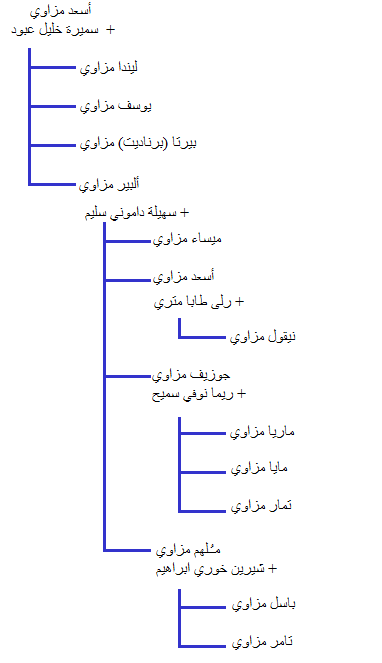 أسعد مزاوي
+ سميرة خليل عبود
ليندا مزاوي
يوسف مزاوي
بيرتا (برناديت) مزاوي
ألبير مزاوي
+ سهيلة داموني سليم
ميساء مزاوي
أسعد مزاوي
+ رلى طابا متري
نيقول مزاوي
جوزيف مزاوي
+ ريما نوفي سميح
ماريا مزاوي
مايا مزاوي
تمار مزاوي
مـُلهم مزاوي
+ شيرين خوري ابراهيم
باسل مزاوي
تامر مزاوي